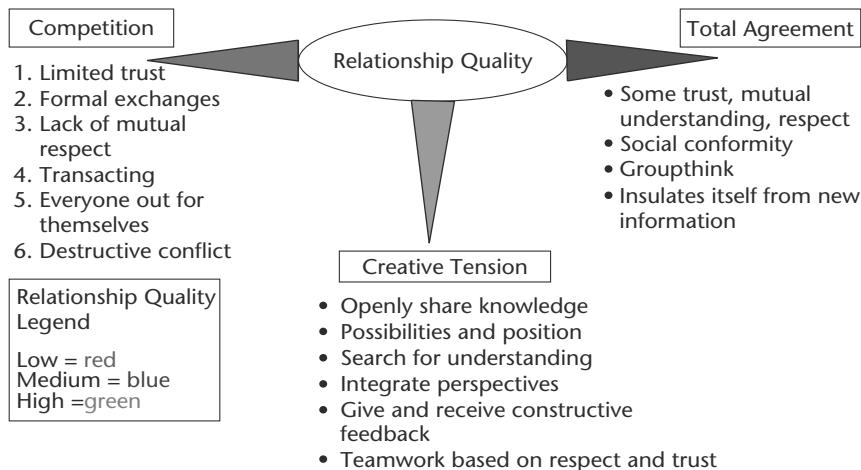 Competition
1. Limited trust
2. Formal exchanges
3. Lack of mutual
respect
4. Transacting
5. Everyone out for
themselves
6. Destructive conflict
Relationship Quality
Total Agreement
• Some trust, mutual
understanding, respect
• Social conformity
• Groupthink
• Insulates itself from new
information
Creative Tension
• Openly share knowledge
• Possibilities and position
• Search for understanding
• Integrate perspectives
• Give and receive constructive
feedback
• Teamwork based on respect and trust
Relationship Quality
Legend
Low = red
Medium = blue
High =green